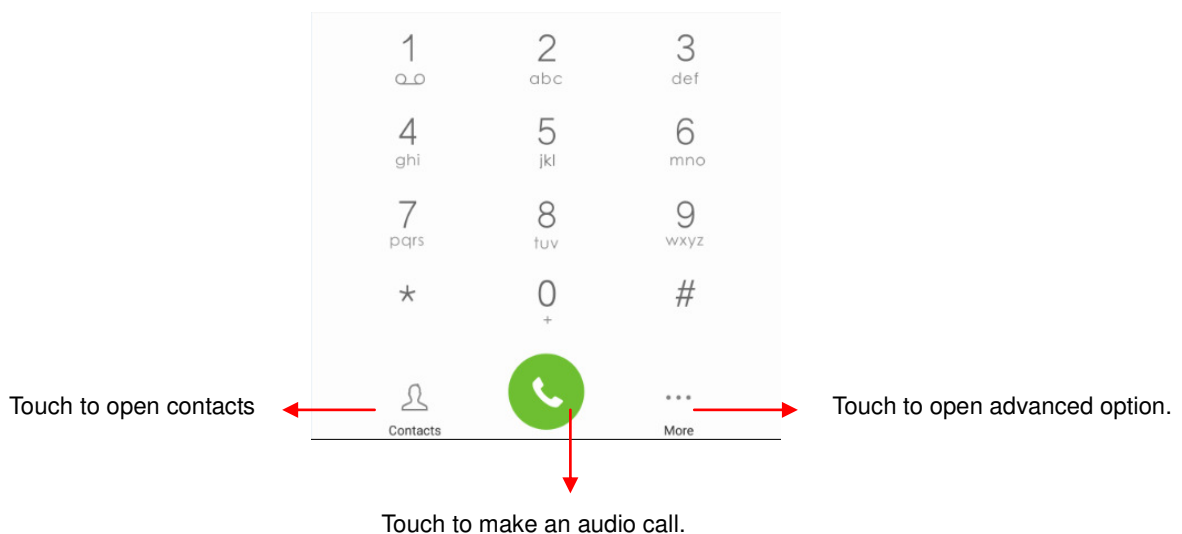 1 2 3
abc def
4 5 6
ghi jkl mno
7 8 9
pqrs tuv wxyz
* 0 #
+
Touch to open contacts Touch to open advanced option.
Contacts More
Touch to make an audio call.